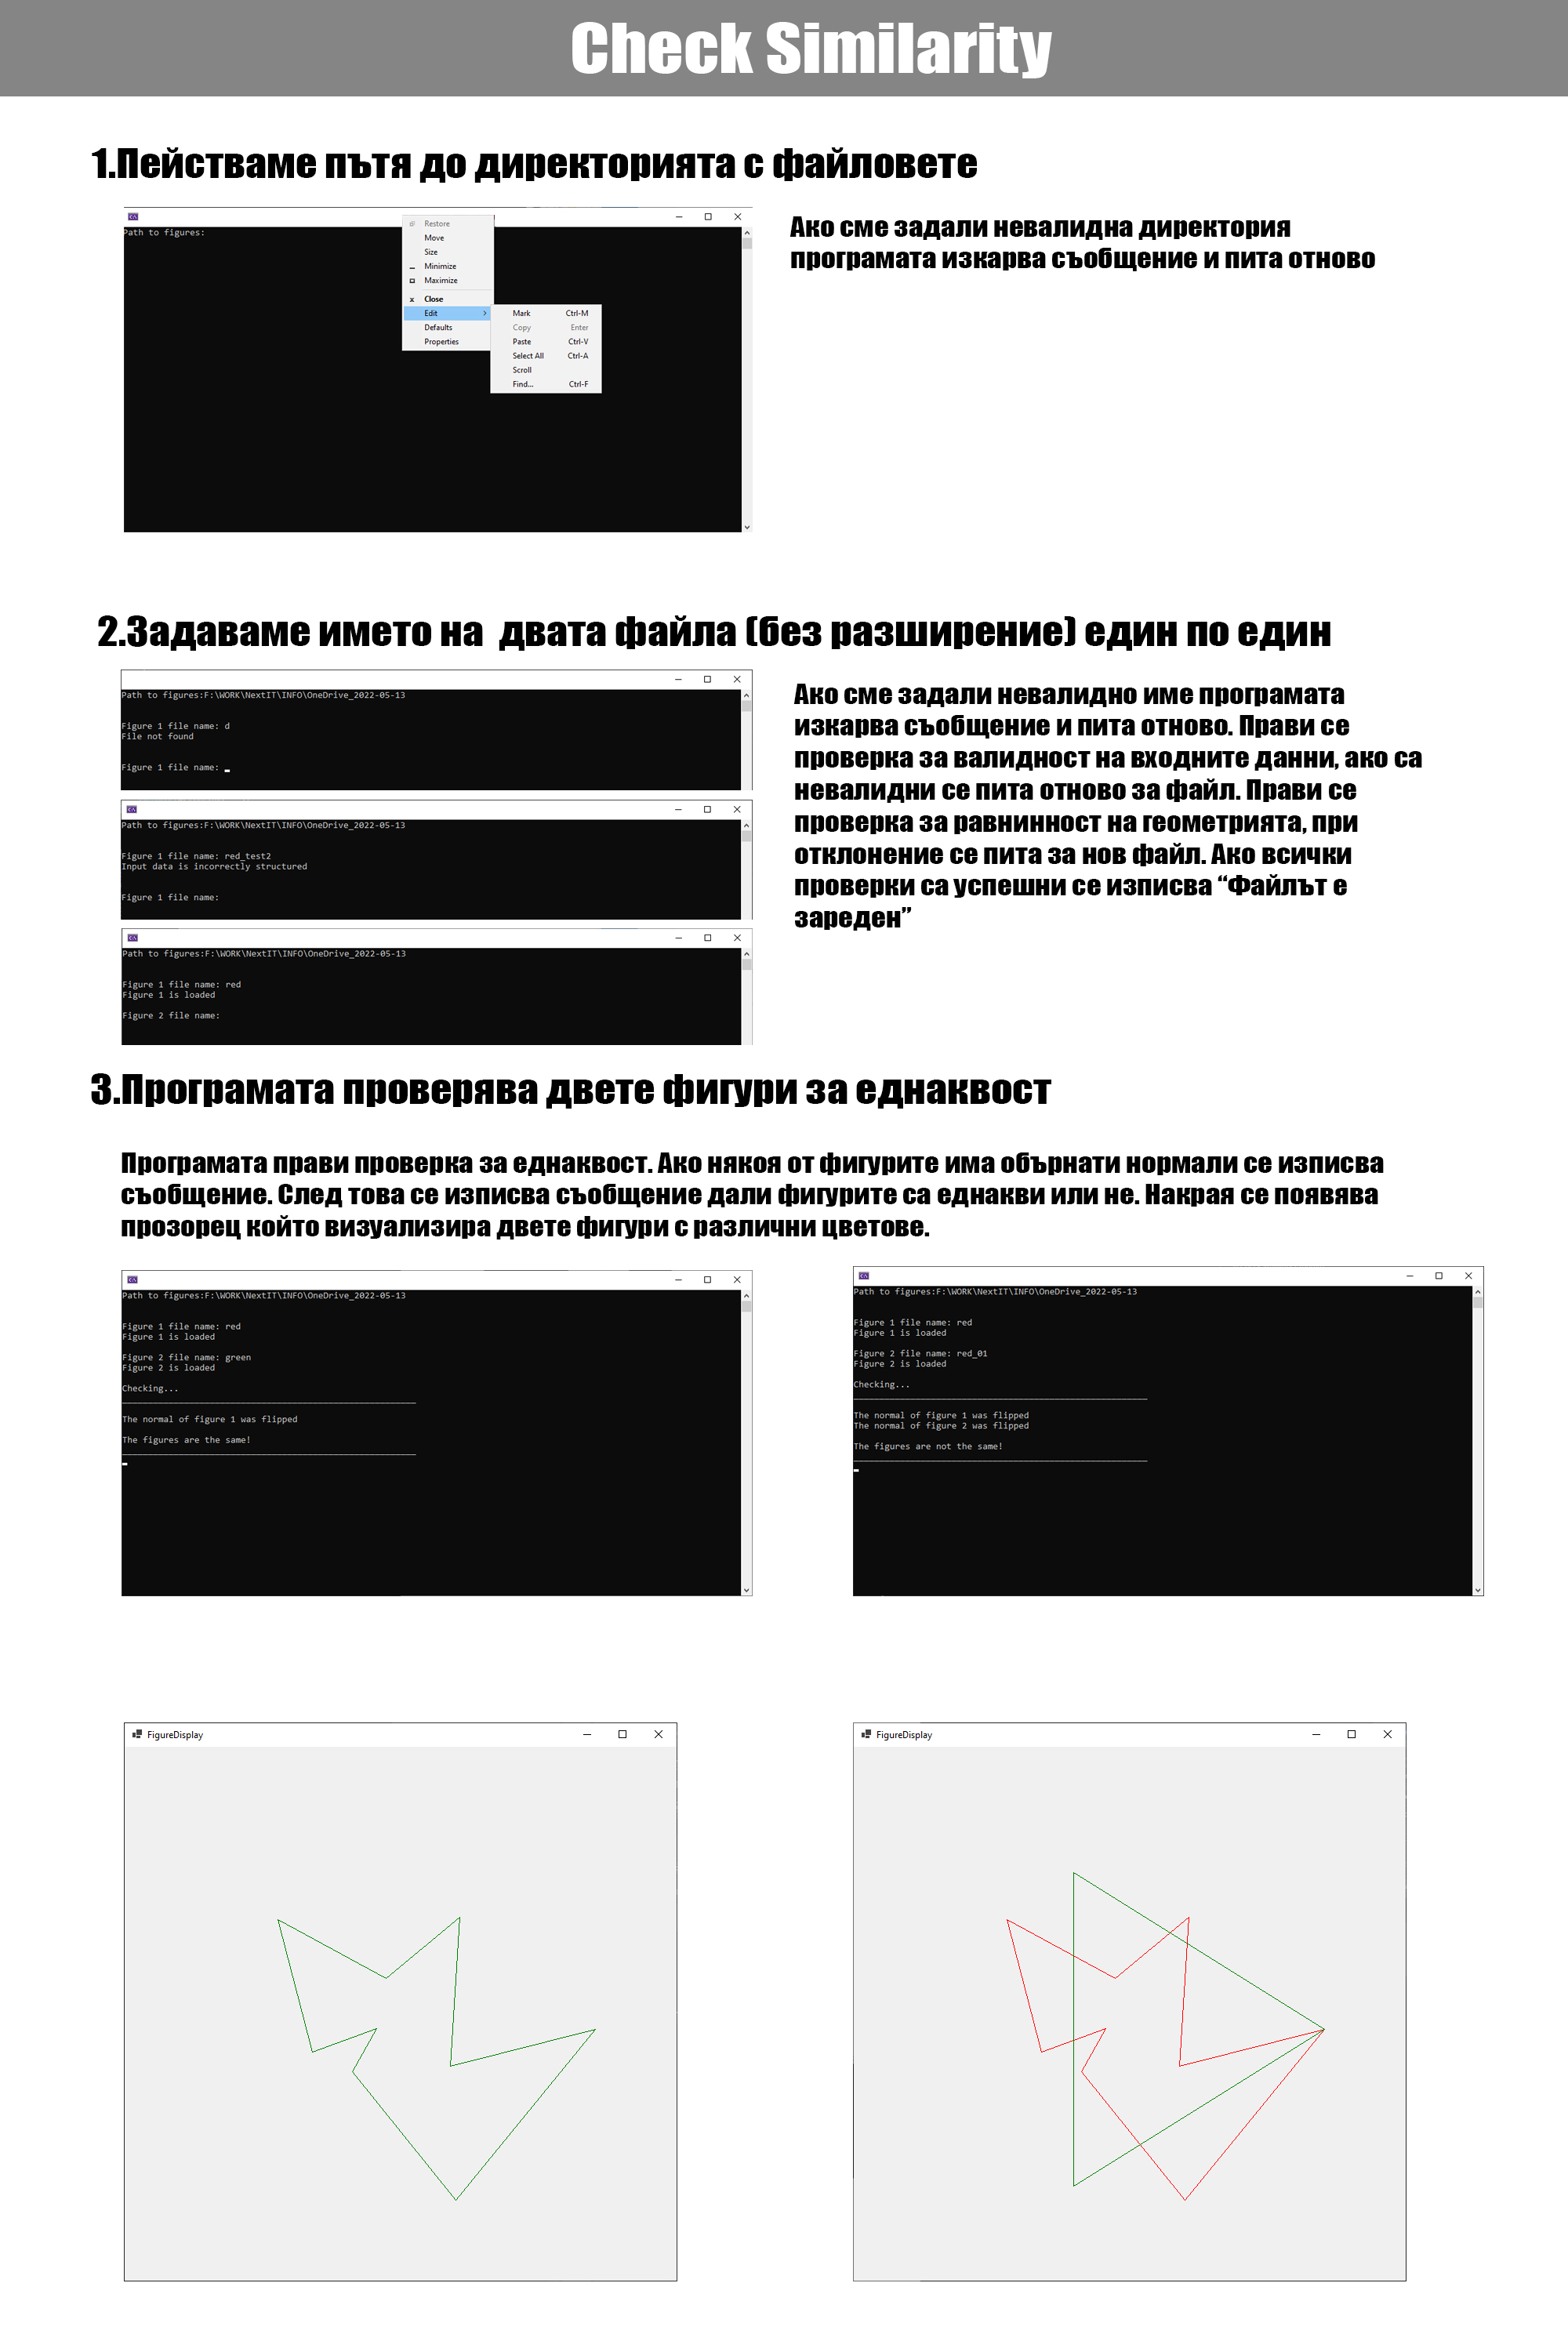 Check Similarity
1.Пействаме пътя до директорията с файловете
Path to figures:
Restore
Move
Size
Minimize
Maximize
Close
Edit
Defaults
Properties
Mark Ctrl-M
Copy Enter
Paste Ctrl-V
Select All Ctrl-A
Scroll
Find... Ctrl-F
Ако сме задали невалидна директория
програмата изкарва съобщение и пита отново
2.Задаваме името на  двата файла (без разширение) един по един
Path to figures:F:\WORK\NextIT\INFO\OneDrive_2022-05-13
Figure 1 file name: d
File not found
Figure 1 file name:
Path to figures:F:\WORK\NextIT\INFO\OneDrive_2022-05-13
Figure 1 file name: red_test2
Input data is incorrectly structured
Figure 1 file name:
Path to figures:F:\WORK\NextIT\INFO\OneDrive_2022-05-13
Figure 1 file name: red
Figure 1 is loaded
Figure 2 file name:
Ако сме задали невалидно име програмата
изкарва съобщение и пита отново. Прави се
проверка за валидност на входните данни, ако са
невалидни се пита отново за файл. Прави се
проверка за равнинност на геометрията, при
отклонение се пита за нов файл. Ако всички
проверки са успешни се изписва “Файлът е
зареден”
3.Програмата проверява двете фигури за еднаквост
Програмата прави проверка за еднаквост. Ако някоя от фигурите има обърнати нормали се изписва
съобщение. След това се изписва съобщение дали фигурите са еднакви или не. Накрая се появява
прозорец който визуализира двете фигури с различни цветове.
Path to figures:F:\WORK\NextIT\INFO\OneDrive_2022-05-13
Figure 1 file name: red
Figure 1 is loaded
Figure 2 file name: green
Figure 2 is loaded
Checking...
The normal of figure 1 was flipped
The figures are the same!
Path to figures:F:\WORK\NextIT\INFO\OneDrive_2022-05-13
Figure 1 file name: red
Figure 1 is loaded
Figure 2 file name: red_01
Figure 2 is loaded
Checking...
The normal of figure 1 was flipped
The normal of figure 2 was flipped
The figures are not the same!
FigureDisplay
FigureDisplay